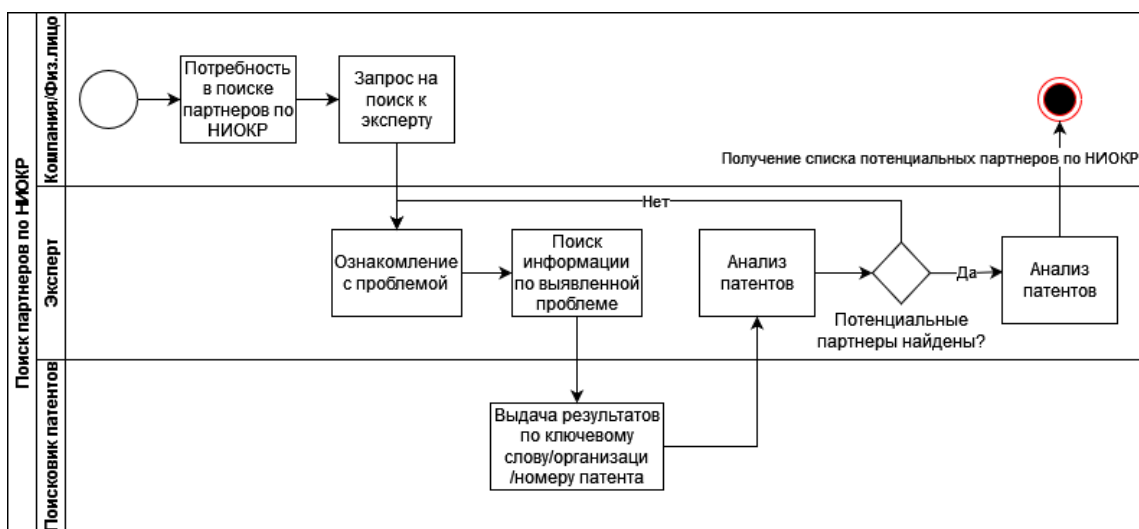 Поиск партнеров по НИОКР
Компания/Физ.лицо
Потребность
в поиске
партнеров по
НИОКР
Запрос на
поиск к
эксперту
Получение списка потенциальных партнеров по НИОКР
Эксперт
Нет
Ознакомление
с проблемой
Поиск
информации
по выявленной
проблеме
Анализ
патентов
Потенциальные
партнеры найдены?
Да
Анализ
патентов
Поисковик патентов
Выдача результатов
по ключевому
слову/организаци
/номеру патента